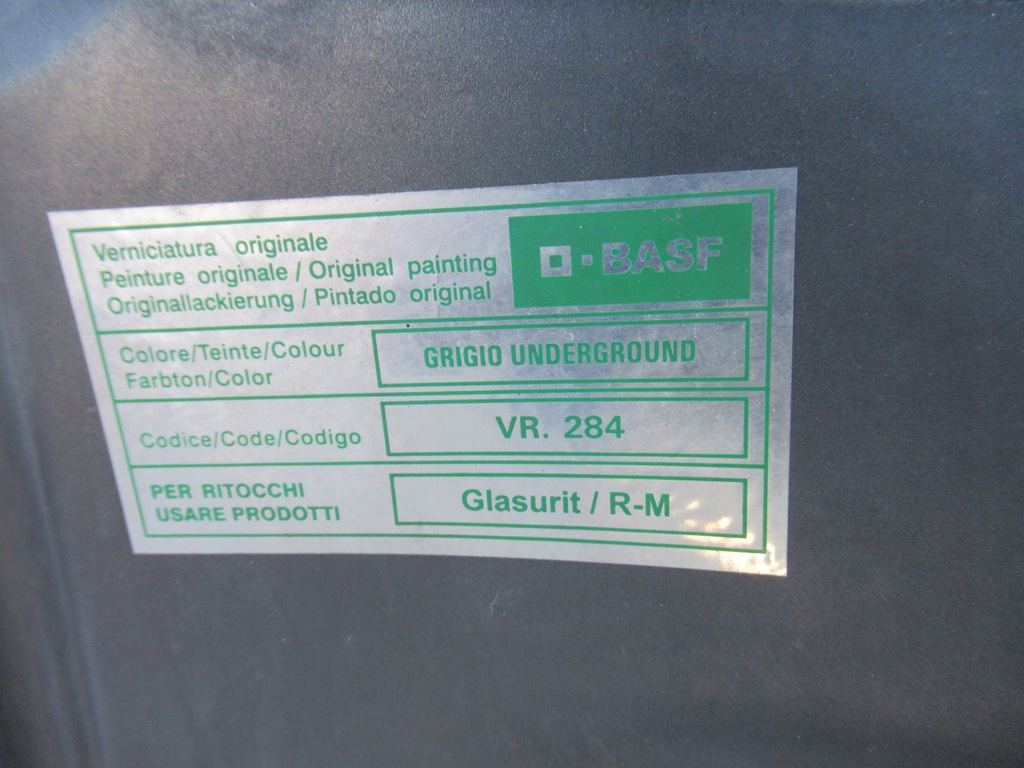 Verniciatura originale
Peinture originale / Original painting
Originallackierung / Pintado original
BASF
Colore/Teinte/Colour
Farbton/Color
GRIGIO UNDERGROUND
Codice/Code/Codigo
VR. 284
PER RITOCCHI
USARE PRODOTTI
Glasurit / R-M